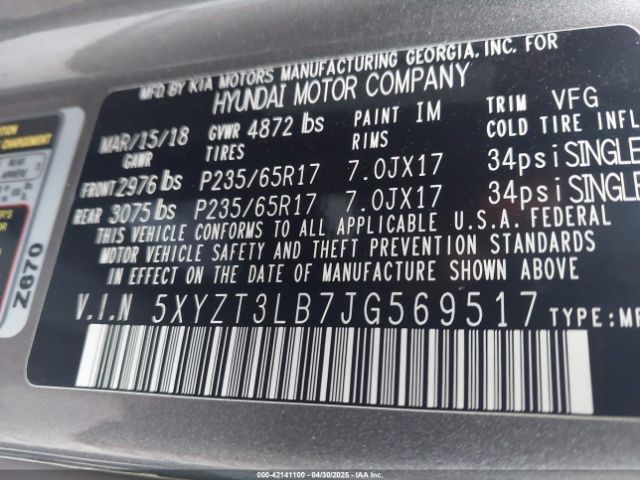 MFD.BY KIA MOTORS MANUFACTURING GEORGIA, INC. FOR
HYUNDAI MOTOR COMPANY
MAR/15/18 GVWR 4872 lbs PAINT IM TRIM VFG
GAWR TIRES RIMS COLD TIRE INFL
FRONT 2976 lbs P235/65R17 7.0JX17 34psi SINGLE
REAR 3075 lbs P235/65R17 7.0JX17 34psi SINGLE
THIS VEHICLE CONFORMS TO ALL APPLICABLE U.S.A. FEDERAL
MOTOR VEHICLE SAFETY AND THEFT PREVENTION STANDARDS
IN EFFECT ON THE DATE OF MANUFACTURE SHOWN ABOVE
V.I.N 5XYZT3LB7JG569517 TYPE:MP
Z670
000-42141100 - 04/30/2025 - IAAI, INC.